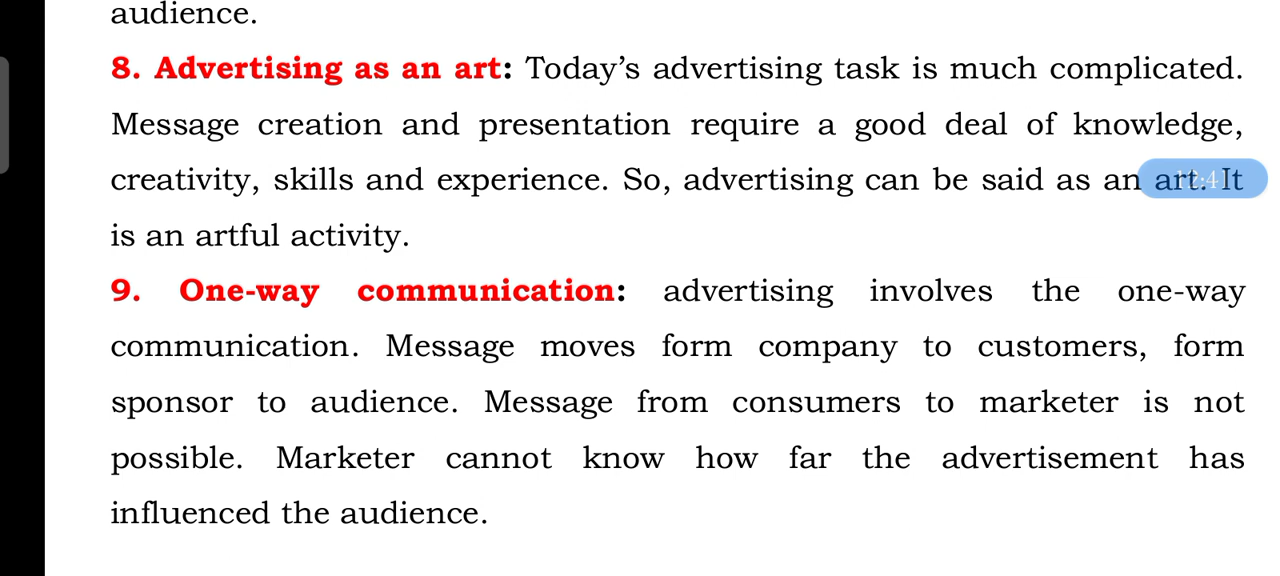 audience.
8. Advertising as an art: Today’s advertising task is much complicated.
Message creation and presentation require a good deal of knowledge,
creativity, skills and experience. So, advertising can be said as an art. It
is an artful activity.
9. One-way communication: advertising involves the one-way
communication. Message moves form company to customers, form
sponsor to audience. Message from consumers to marketer is not
possible. Marketer cannot know how far the advertisement has
influenced the audience.